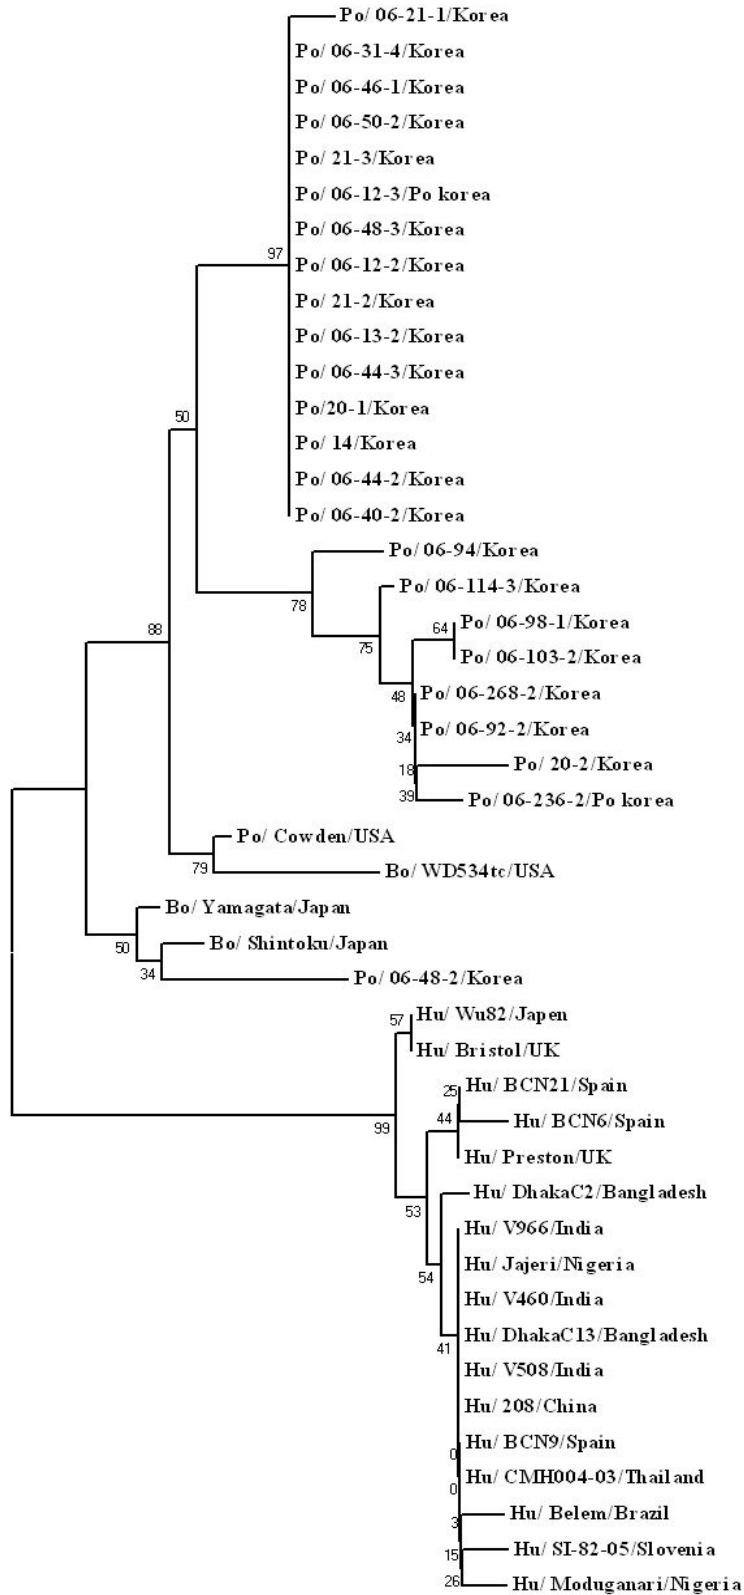 Po/ 06-21-1/Korea
Po/ 06-31-4/Korea
Po/ 06-46-1/Korea
Po/ 06-50-2/Korea
Po/ 21-3/Korea
Po/ 06-12-3/Po korea
Po/ 06-48-3/Korea
97
Po/ 06-12-2/Korea
Po/ 21-2/Korea
Po/ 06-13-2/Korea
Po/ 06-44-3/Korea
Po/20-1/Korea
50
Po/ 14/Korea
Po/ 06-44-2/Korea
Po/ 06-40-2/Korea
Po/ 06-94/Korea
Po/ 06-114-3/Korea
78
Po/ 06-98-1/Korea
64
88
75
Po/ 06-103-2/Korea
Po/ 06-268-2/Korea
48
Po/ 06-92-2/Korea
34
Po/ 20-2/Korea
18
Po/ 06-236-2/Po korea
39
Po/ Cowden/USA
79
Bo/ WD534tc/USA
Bo/ Yamagata/Japan
50
Bo/ Shintoku/Japan
34
Po/ 06-48-2/Korea
57
Hu/ Wu82/Japen
Hu/ Bristol/UK
25
Hu/ BCN21/Spain
44
Hu/ BCN6/Spain
99
Hu/ Preston/UK
Hu/ DhakaC2/Bangladesh
53
Hu/ V966/India
Hu/ Jajeri/Nigeria
54
Hu/ V460/India
Hu/ DhakaC13/Bangladesh
41
Hu/ V508/India
Hu/ 208/China
Hu/ BCN9/Spain
0
Hu/ CMH004-03/Thailand
0
Hu/ Belem/Brazil
3
Hu/ SI-82-05/Slovenia
15
Hu/ Moduganari/Nigeria
26